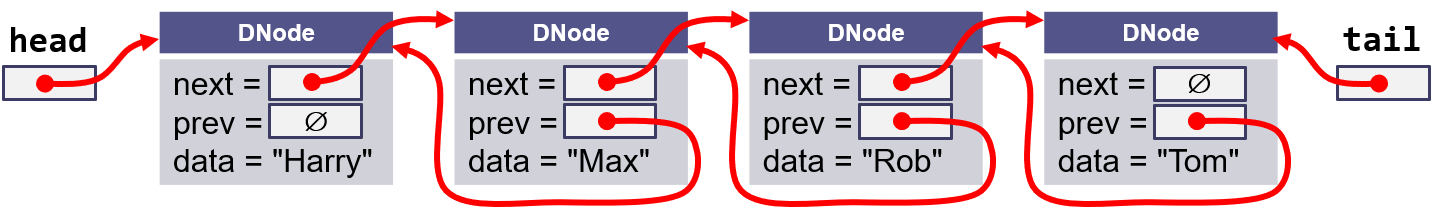 head
DNode
next =
prev = ∅
data = "Harry"
DNode
next =
prev =
data = "Max"
DNode
next =
prev =
data = "Rob"
DNode
next = ∅
prev =
data = "Tom"
tail